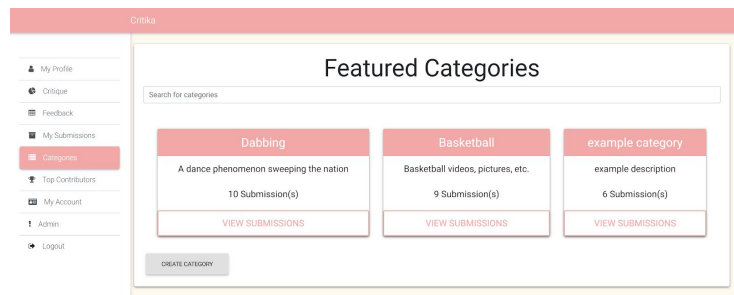 Critika
My Profile
Critique
Feedback
My Submissions
Categories
Top Contributors
My Account
Admin
Logout
Featured Categories
Search for categories
Dabbing
A dance phenomenon sweeping the nation
10 Submission(s)
VIEW SUBMISSIONS
Basketball
Basketball videos, pictures, etc.
9 Submission(s)
VIEW SUBMISSIONS
example category
example description
6 Submission(s)
VIEW SUBMISSIONS
CREATE CATEGORY